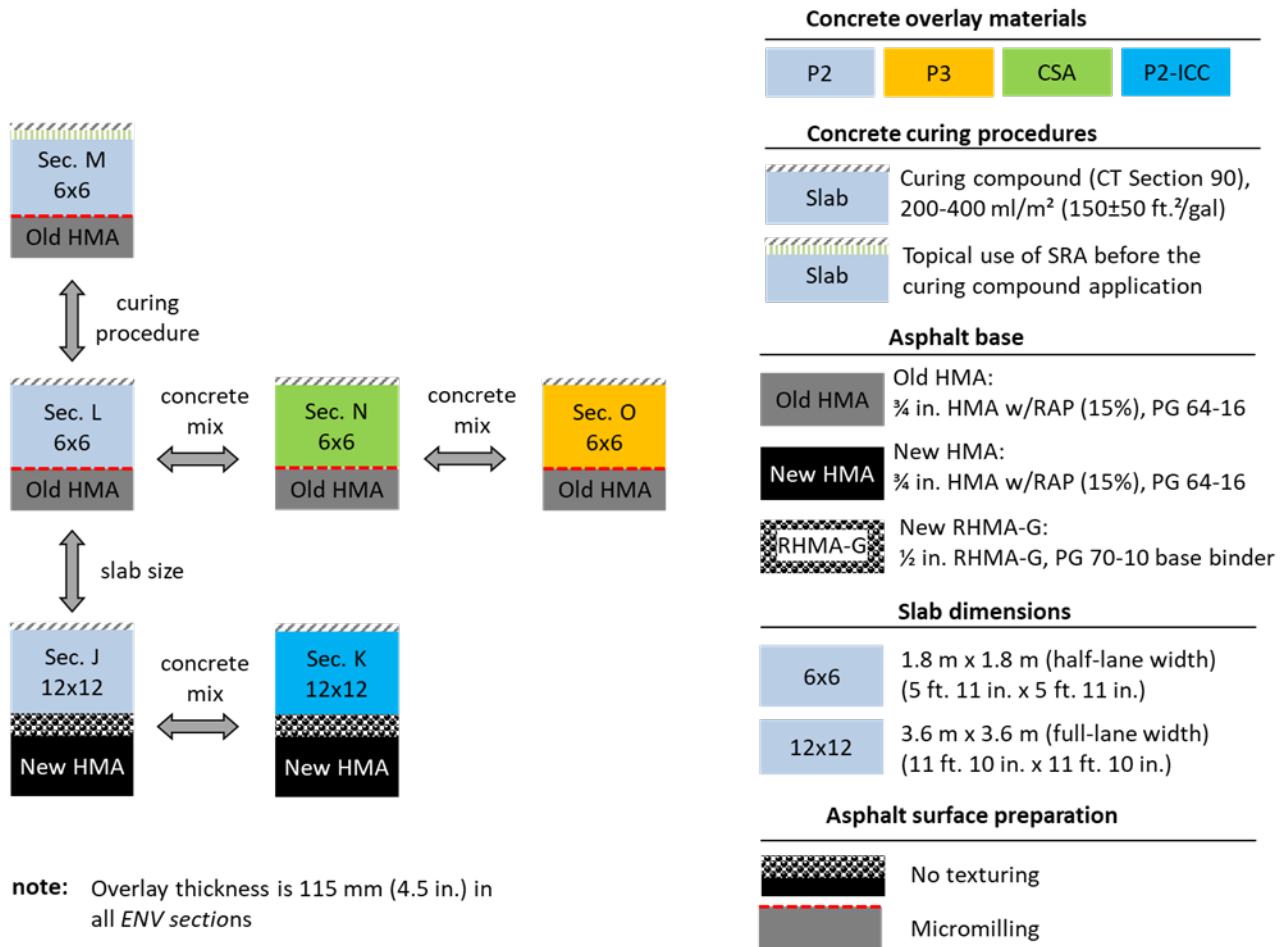 Sec. M
6x6
Old HMA
curing
procedure
Sec. L
6x6
Old HMA
concrete
mix
Sec. N
6x6
Old HMA
concrete
mix
Sec. O
6x6
Old HMA
slab size
Sec. J
12x12
New HMA
concrete
mix
Sec. K
12x12
New HMA
note: Overlay thickness is 115 mm (4.5 in.) in
all ENV sections
Concrete overlay materials
P2
P3
CSA
P2-ICC
Concrete curing procedures
Slab
Curing compound (CT Section 90),
200-400 ml/m² (150±50 ft.²/gal)
Slab
Topical use of SRA before the
curing compound application
Asphalt base
Old HMA
Old HMA:
¾ in. HMA w/RAP (15%), PG 64-16
New HMA
New HMA:
¾ in. HMA w/RAP (15%), PG 64-16
RHMA-G
New RHMA-G:
½ in. RHMA-G, PG 70-10 base binder
Slab dimensions
6x6
1.8 m x 1.8 m (half-lane width)
(5 ft. 11 in. x 5 ft. 11 in.)
12x12
3.6 m x 3.6 m (full-lane width)
(11 ft. 10 in. x 11 ft. 10 in.)
Asphalt surface preparation
No texturing
Micromilling